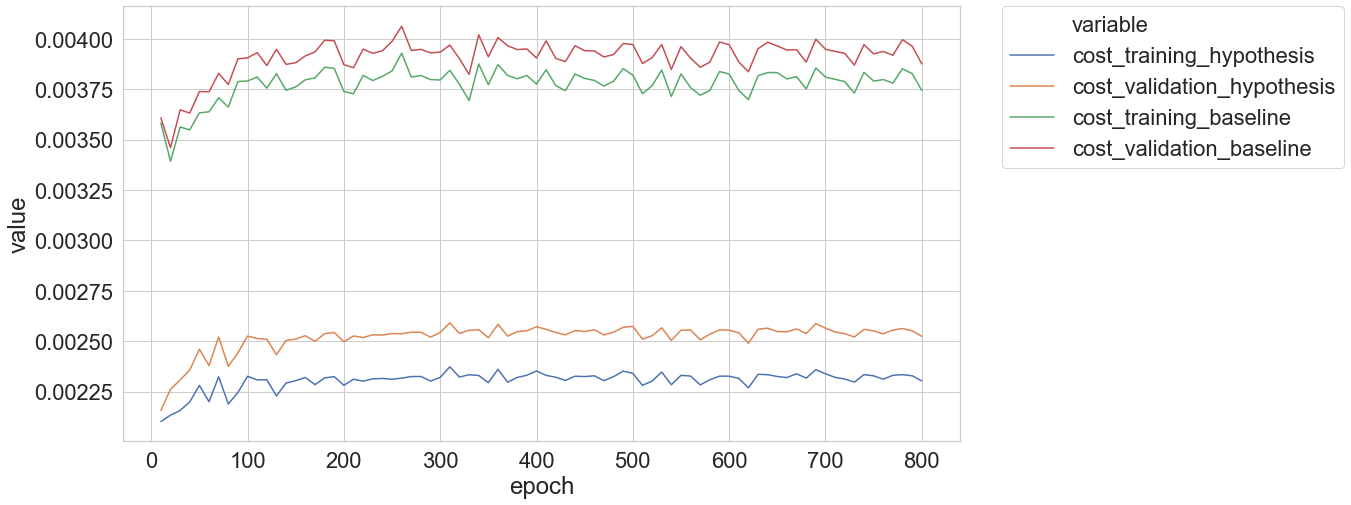 variable
cost_training_hypothesis
cost_validation_hypothesis
cost_training_baseline
cost_validation_baseline
value
0.00400
0.00375
0.00350
0.00325
0.00300
0.00275
0.00250
0.00225
0 100 200 300 400 500 600 700 800
epoch